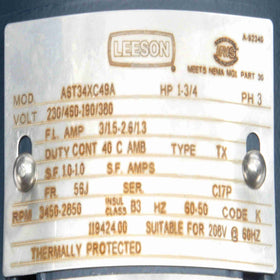 A-92345
LEESON
MEETS NEMA MG1 PART 30
MOD A6T34XC49A HP 1-3/4 PH 3
VOLT 230/460-190/380
F.L. AMP 3/1.5-2.6/1.3
DUTY CONT 40 C AMB TYPE TX
S.F. 1.0-1.0 S.F. AMPS
FR 56J SER. C17P
RPM 3450-2850 INSUL CLASS B3 HZ 60-50 CODE K
119424.00 SUITABLE FOR 208V @ 60HZ
THERMALLY PROTECTED